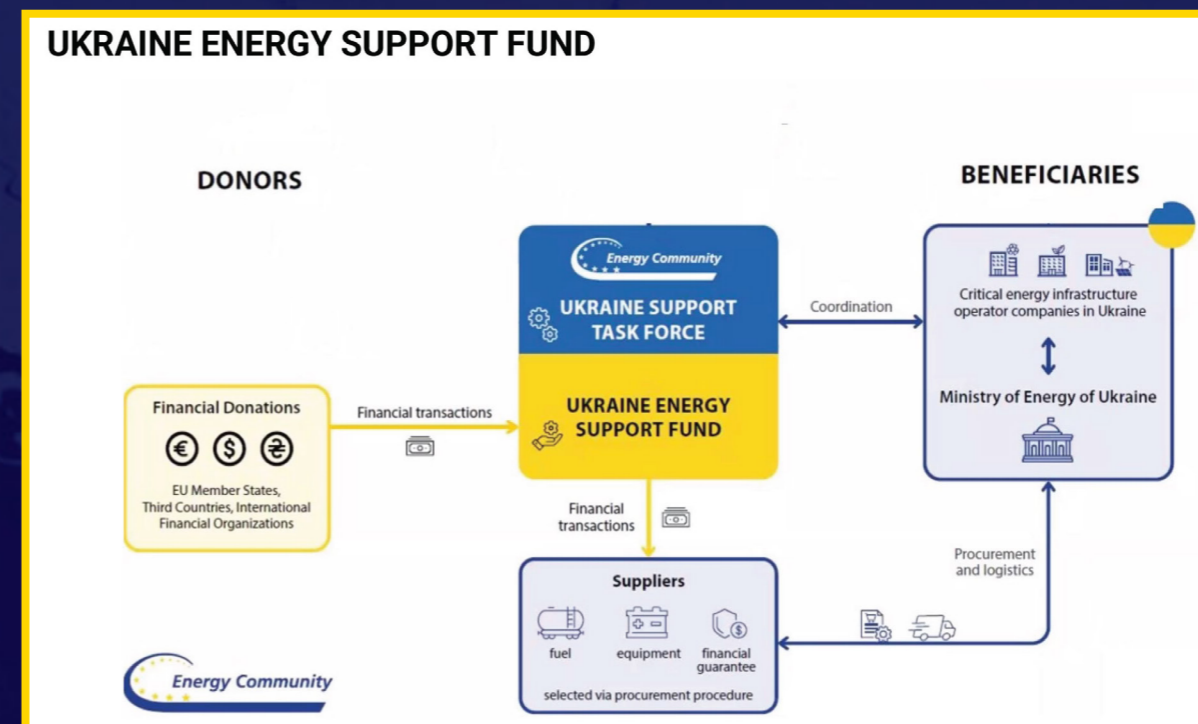 UKRAINE ENERGY SUPPORT FUND
DONORS
BENEFICIARIES
Energy Community
UKRAINE SUPPORT
TASK FORCE
Coordination
Critical energy infrastructure
operator companies in Ukraine
Ministry of Energy of Ukraine
Financial Donations
€ $ ₴
EU Member States,
Third Countries, International
Financial Organizations
Financial transactions
UKRAINE ENERGY
SUPPORT FUND
Financial
transactions
Procurement
and logistics
Suppliers
fuel
equipment
$
financial
guarantee
selected via procurement procedure
Energy Community